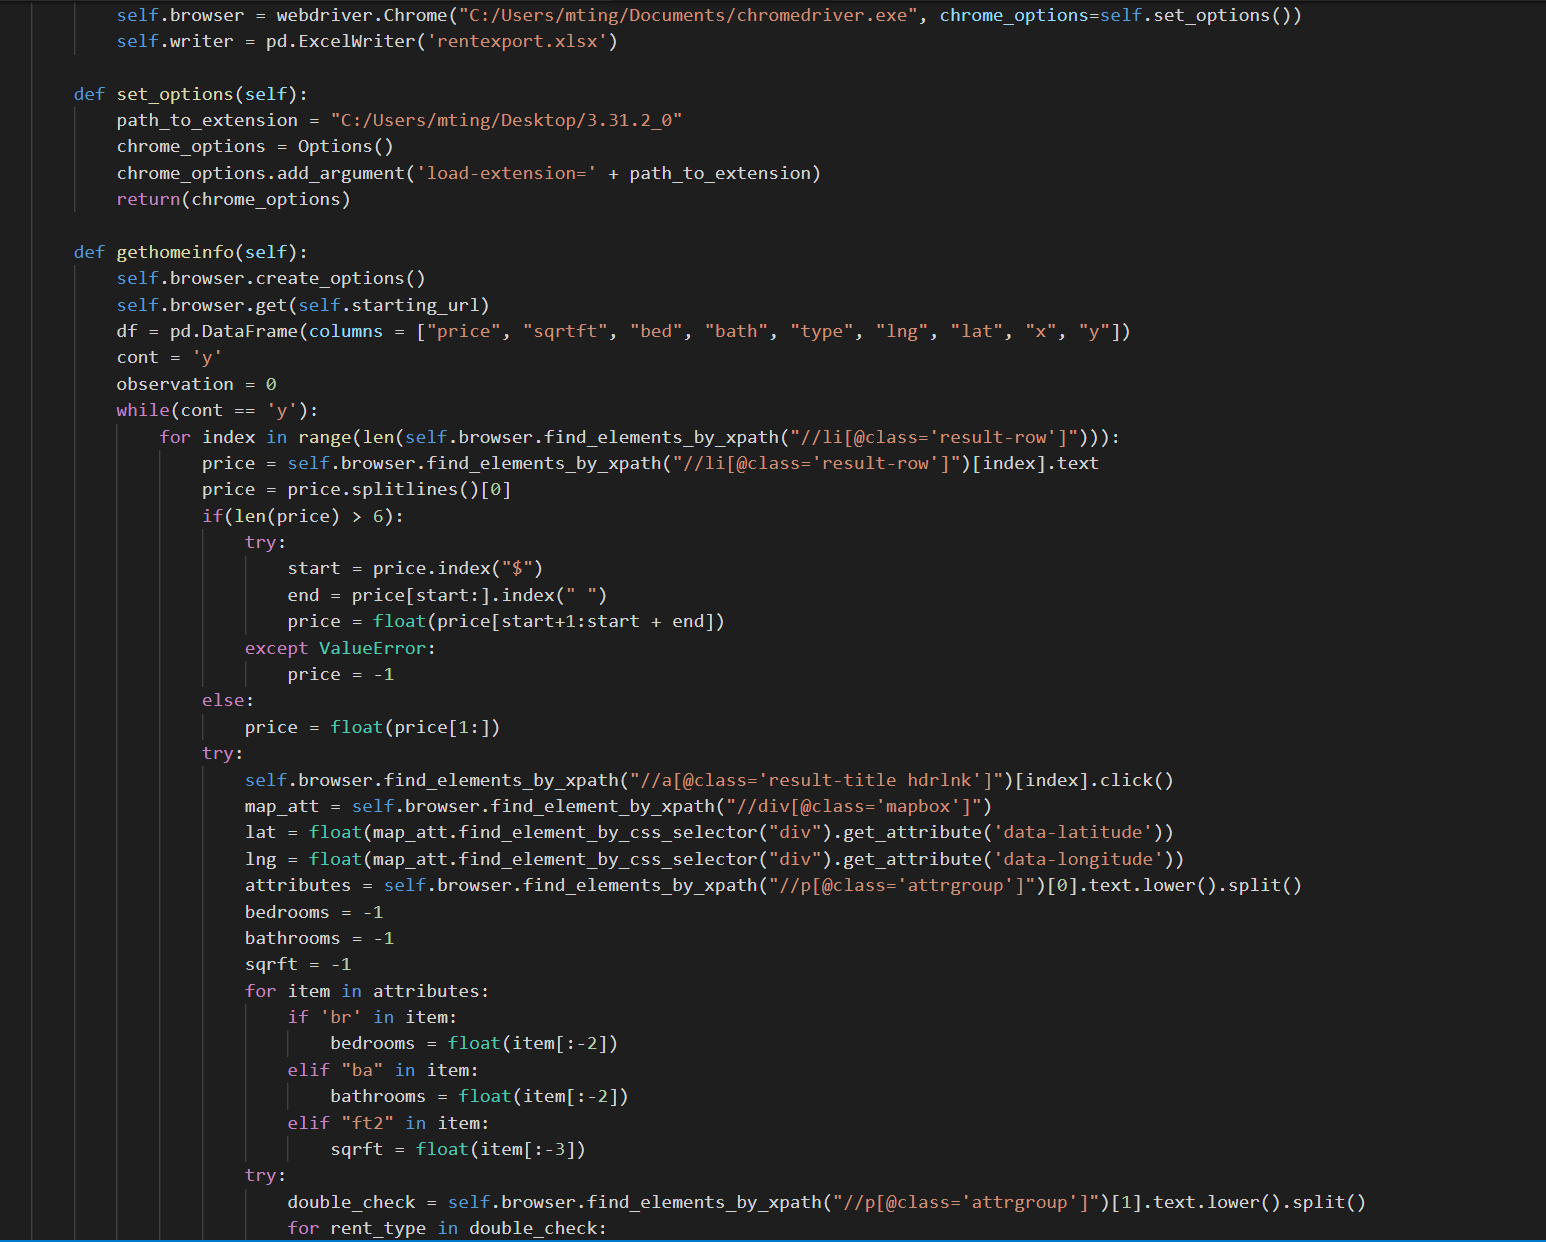 self.browser = webdriver.Chrome("C:/Users/mting/Documents/chromedriver.exe", chrome_options=self.set_options())
self.writer = pd.ExcelWriter('rentexport.xlsx')
def set_options(self):
path_to_extension = "C:/Users/mting/Desktop/3.31.2_0"
chrome_options = Options()
chrome_options.add_argument('load-extension=' + path_to_extension)
return(chrome_options)
def gethomeinfo(self):
self.browser.create_options()
self.browser.get(self.starting_url)
df = pd.DataFrame(columns = ["price", "sqrtft", "bed", "bath", "type", "lng", "lat", "x", "y"])
cont = 'y'
observation = 0
while(cont == 'y'):
for index in range(len(self.browser.find_elements_by_xpath("//li[@class='result-row']"))):
price = self.browser.find_elements_by_xpath("//li[@class='result-row']")[index].text
price = price.splitlines()[0]
if(len(price) > 6):
try:
start = price.index("$")
end = price[start:].index(" ")
price = float(price[start+1:start + end])
except ValueError:
price = -1
else:
price = float(price[1:])
try:
self.browser.find_elements_by_xpath("//a[@class='result-title hdrlnk']")[index].click()
map_att = self.browser.find_element_by_xpath("//div[@class='mapbox']")
lat = float(map_att.find_element_by_css_selector("div").get_attribute('data-latitude'))
lng = float(map_att.find_element_by_css_selector("div").get_attribute('data-longitude'))
attributes = self.browser.find_elements_by_xpath("//p[@class='attrgroup']")[0].text.lower().split()
bedrooms = -1
bathrooms = -1
sqrft = -1
for item in attributes:
if 'br' in item:
bedrooms = float(item[:-2])
elif "ba" in item:
bathrooms = float(item[:-2])
elif "ft2" in item:
sqrft = float(item[:-3])
try:
double_check = self.browser.find_elements_by_xpath("//p[@class='attrgroup']")[1].text.lower().split()
for rent_type in double_check: